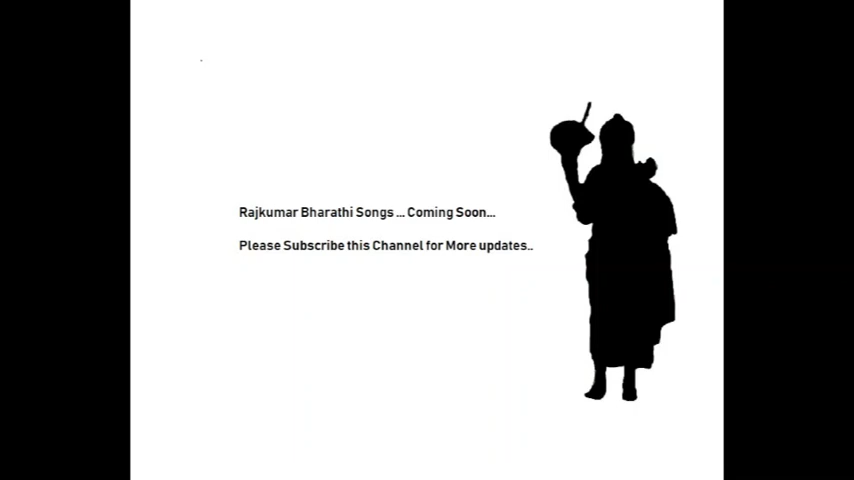 Rajkumar Bharathi Songs ... Coming Soon...
Please Subscribe this Channel for More updates..